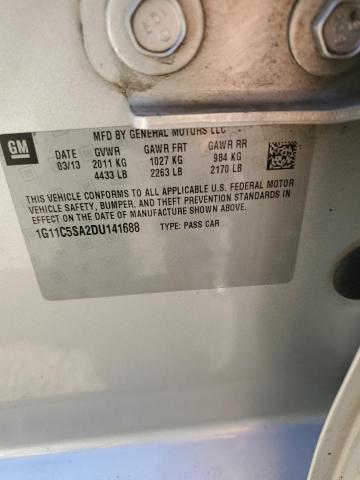 GM
MFD BY GENERAL MOTORS LLC
DATE GVWR GAWR FRT GAWR RR
03/13 2011 KG 1027 KG 984 KG
4433 LB 2263 LB 2170 LB
THIS VEHICLE CONFORMS TO ALL APPLICABLE U.S. FEDERAL MOTOR
VEHICLE SAFETY, BUMPER, AND THEFT PREVENTION STANDARDS IN
EFFECT ON THE DATE OF MANUFACTURE SHOWN ABOVE.
1G11C5SA2DU141688 TYPE: PASS CAR